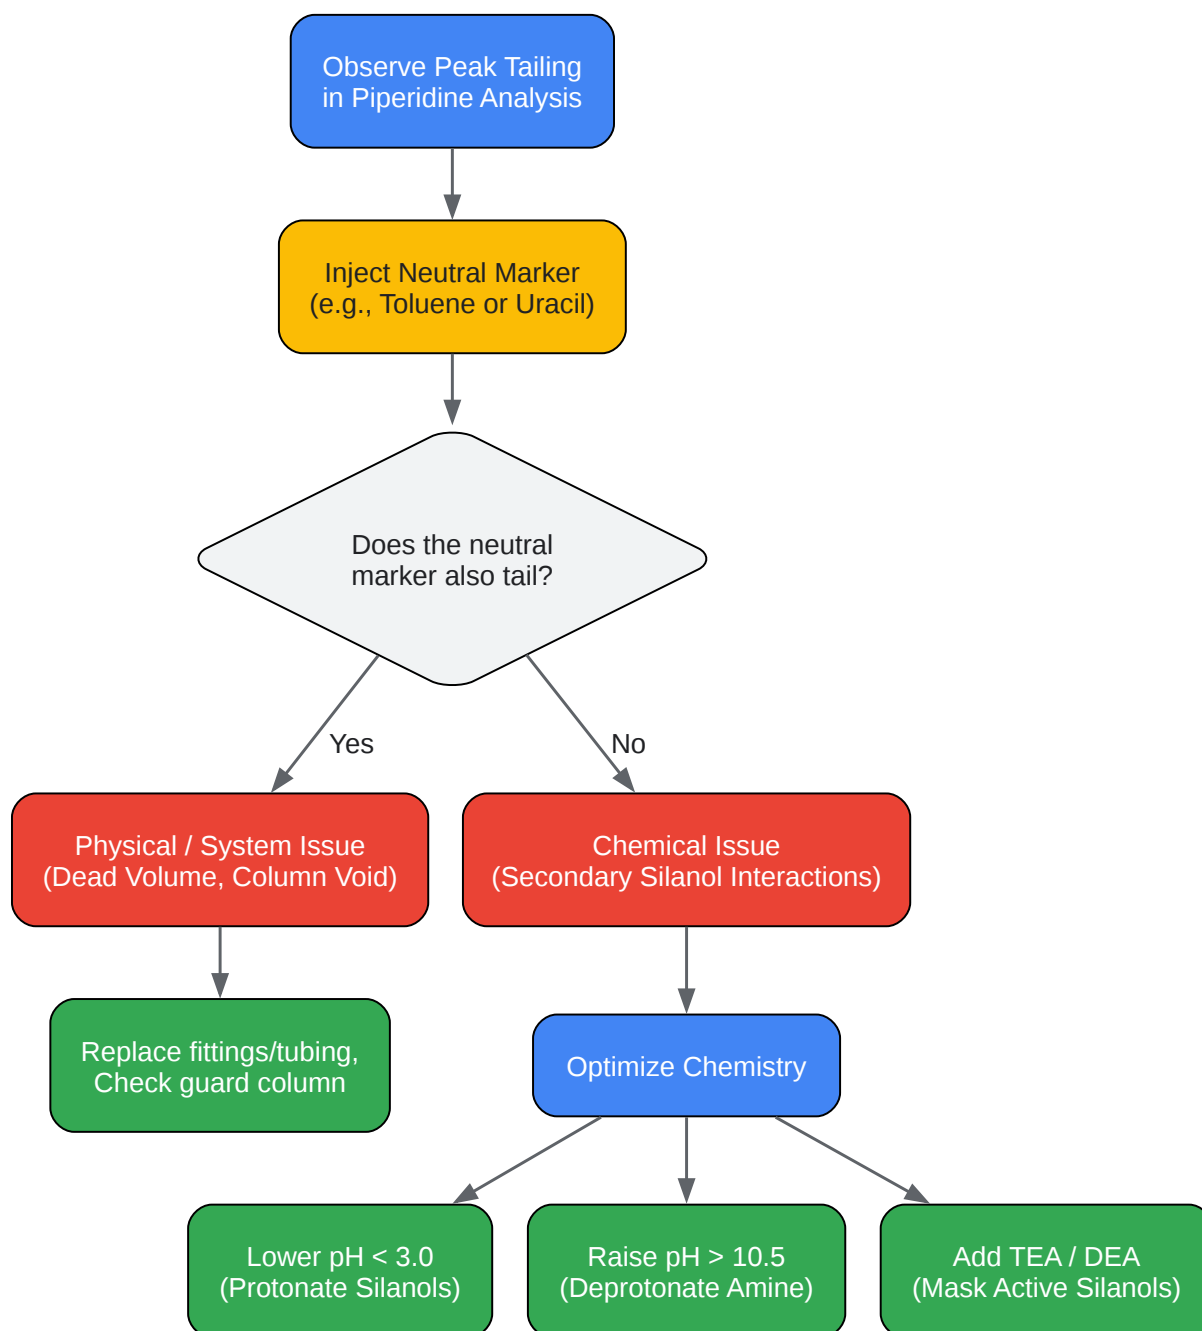 Observe Peak Tailing
in Piperidine Analysis
Inject Neutral Marker
(e.g., Toluene or Uracil)
Does the neutral
marker also tail?
Yes
No
Physical / System Issue
(Dead Volume, Column Void)
Chemical Issue
(Secondary Silanol Interactions)
Replace fittings/tubing,
Check guard column
Optimize Chemistry
Lower pH < 3.0
(Protonate Silanols)
Raise pH > 10.5
(Deprotonate Amine)
Add TEA / DEA
(Mask Active Silanols)